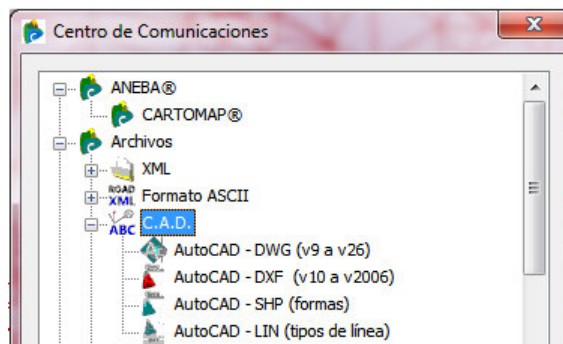 Centro de Comunicaciones
ANEBA®
CARTOMAP®
Archivos
XML
ROAD
XML
Formato ASCII
ABC
C.A.D.
AutoCAD - DWG (v9 a v26)
AutoCAD - DXF (v10 a v2006)
AutoCAD - SHP (formas)
AutoCAD - LIN (tipos de línea)